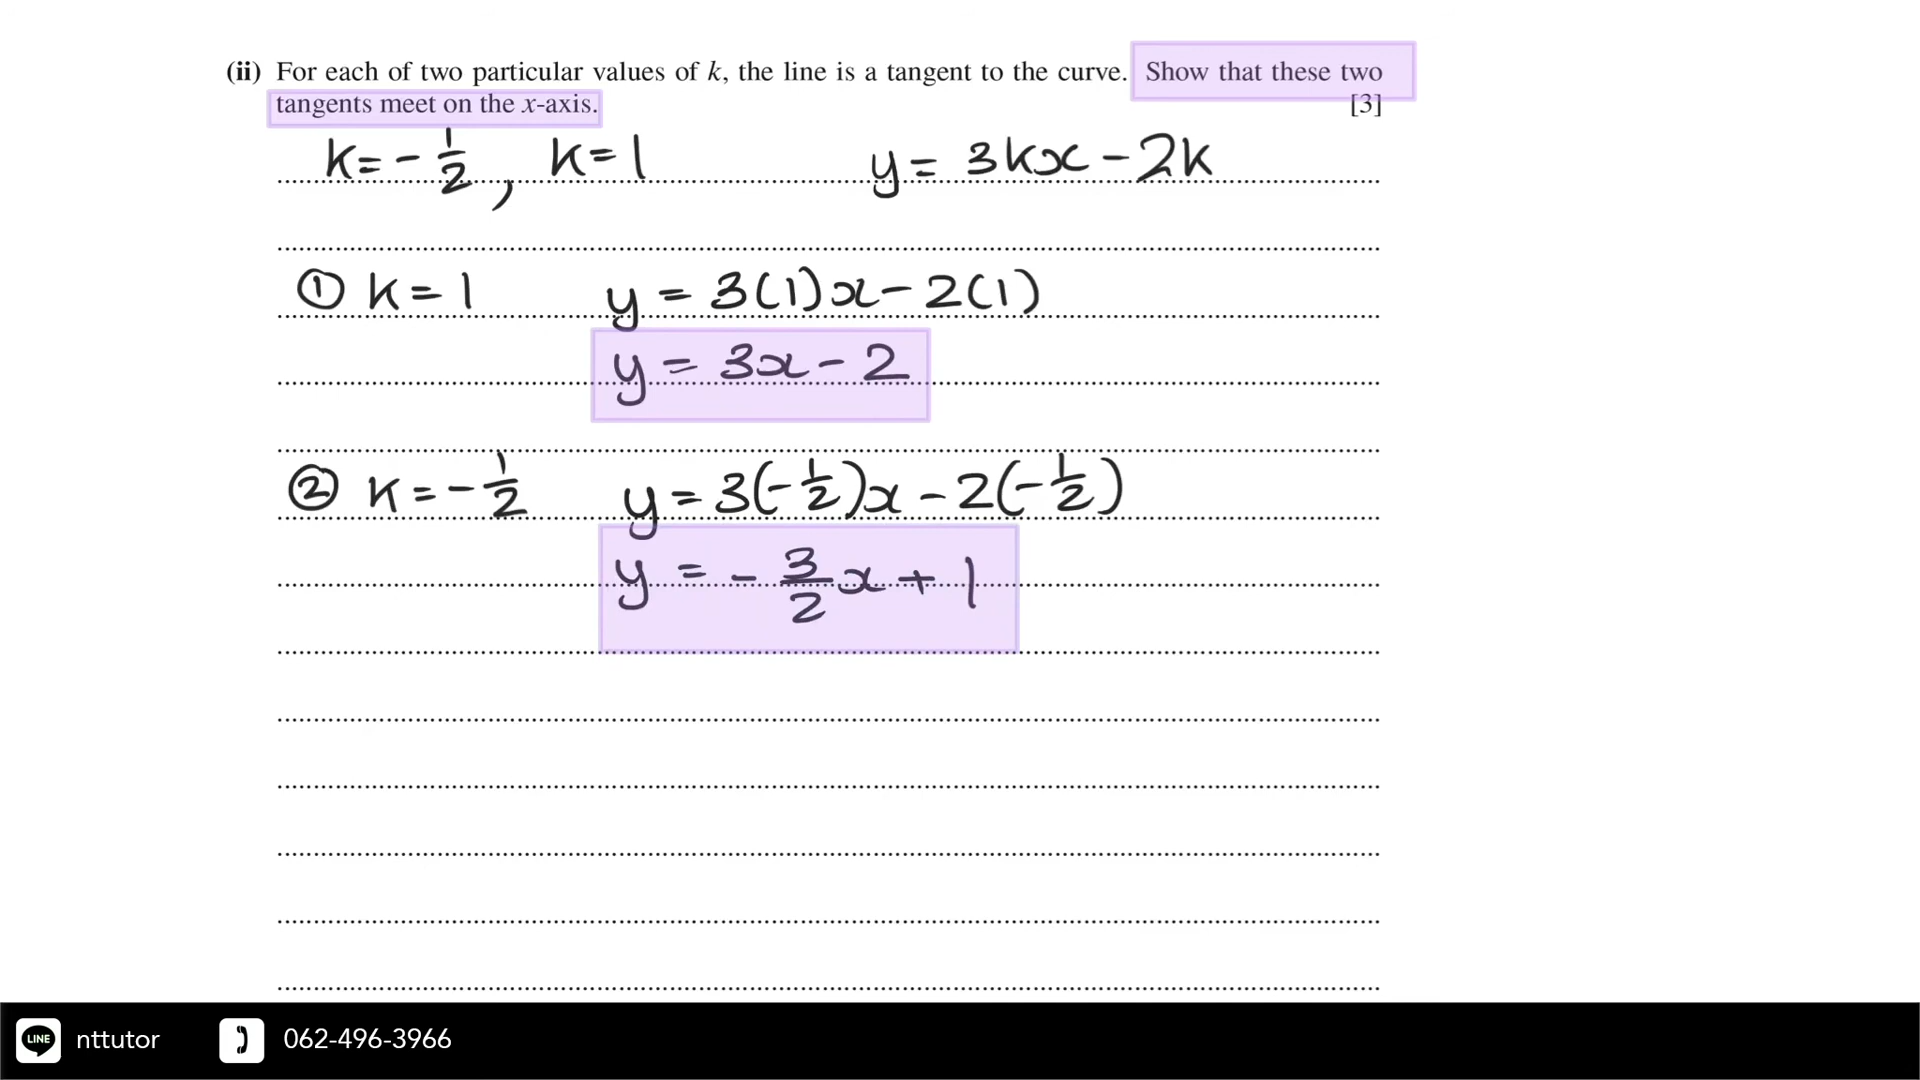 (ii) For each of two particular values of k, the line is a tangent to the curve. Show that these two
tangents meet on the x-axis. [3]
k = -1/2, k = 1 y = 3kx - 2k
① k = 1 y = 3(1)x - 2(1)
y = 3x - 2
② k = -1/2 y = 3(-1/2)x - 2(-1/2)
y = -3/2 x + 1
LINE nttutor 062-496-3966